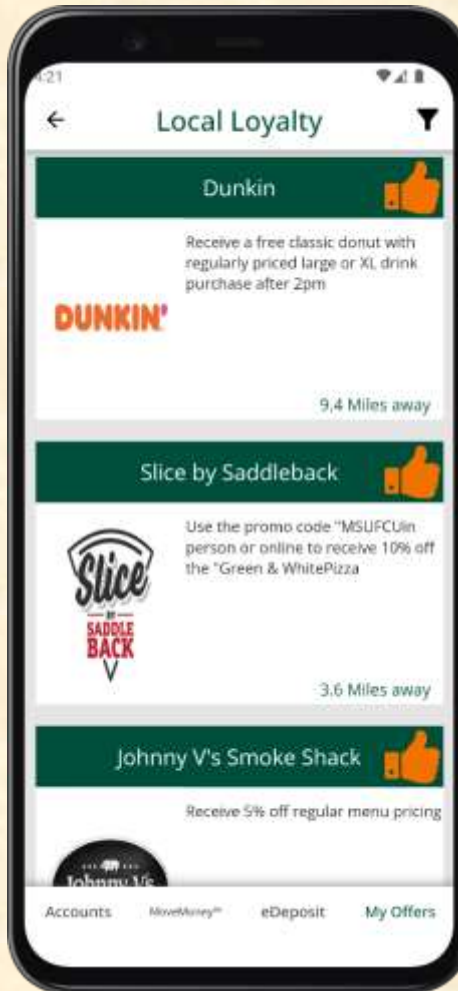 4:21
Local Loyalty
Dunkin
Receive a free classic donut with
regularly priced large or XL drink
purchase after 2pm
DUNKIN'
9.4 Miles away
Slice by Saddleback
Use the promo code "MSUFCUin
person or online to receive 10% off
the "Green & WhitePizza
Slice
BY
SADDLE
BACK
3.6 Miles away
Johnny V's Smoke Shack
Receive 5% off regular menu pricing
Johnny V's
Accounts MoveMoney℠ eDeposit My Offers